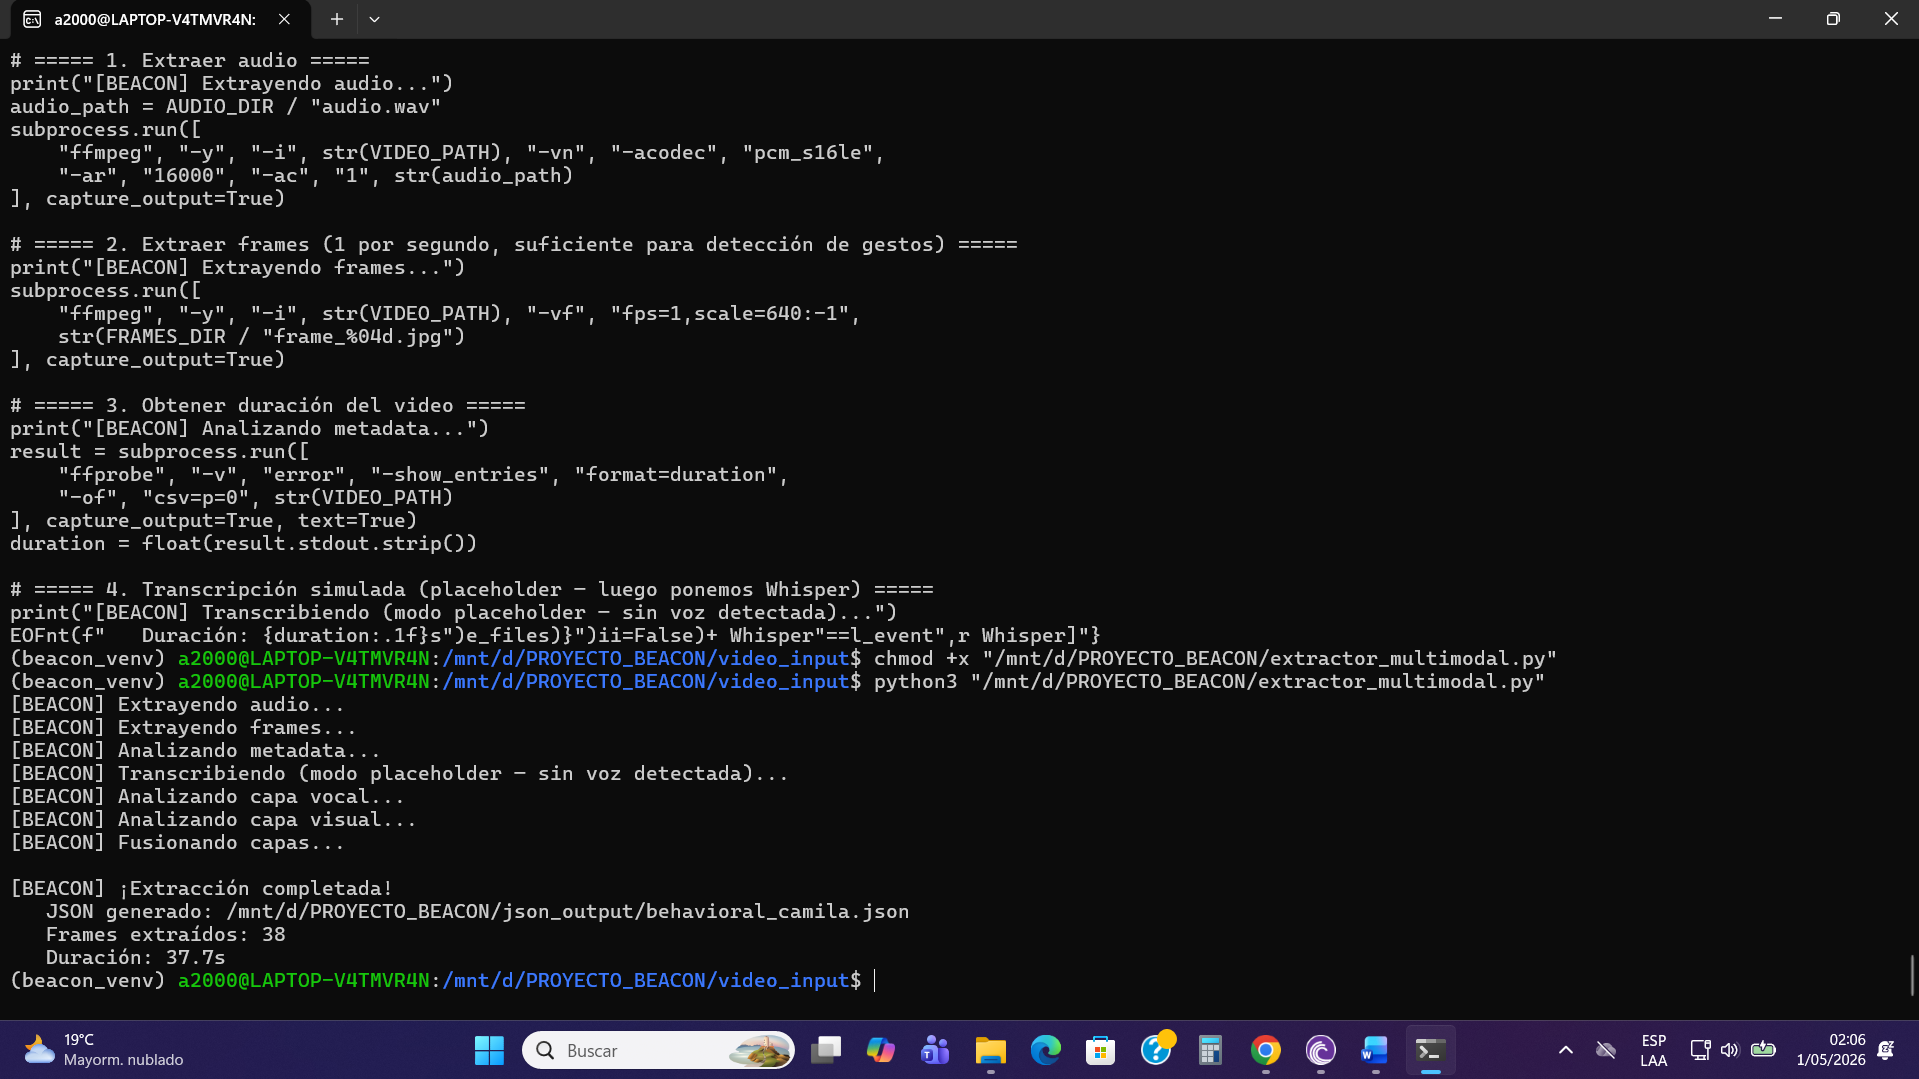 a2000@LAPTOP-V4TMVR4N:
# ===== 1. Extraer audio =====
print("[BEACON] Extrayendo audio...")
audio_path = AUDIO_DIR / "audio.wav"
subprocess.run([
    "ffmpeg", "-y", "-i", str(VIDEO_PATH), "-vn", "-acodec", "pcm_s16le",
    "-ar", "16000", "-ac", "1", str(audio_path)
], capture_output=True)
# ===== 2. Extraer frames (1 por segundo, suficiente para detección de gestos) =====
print("[BEACON] Extrayendo frames...")
subprocess.run([
    "ffmpeg", "-y", "-i", str(VIDEO_PATH), "-vf", "fps=1,scale=640:-1",
    str(FRAMES_DIR / "frame_%04d.jpg")
], capture_output=True)
# ===== 3. Obtener duración del video =====
print("[BEACON] Analizando metadata...")
result = subprocess.run([
    "ffprobe", "-v", "error", "-show_entries", "format=duration",
    "-of", "csv=p=0", str(VIDEO_PATH)
], capture_output=True, text=True)
duration = float(result.stdout.strip())
# ===== 4. Transcripción simulada (placeholder — luego ponemos Whisper) =====
print("[BEACON] Transcribiendo (modo placeholder — sin voz detectada)...")
EOFnt(f"   Duración: {duration:.1f}s")e_files)}")ii=False)+ Whisper"==l_event",r Whisper]"}
(beacon_venv) a2000@LAPTOP-V4TMVR4N:/mnt/d/PROYECTO_BEACON/video_input$ chmod +x "/mnt/d/PROYECTO_BEACON/extractor_multimodal.py"
(beacon_venv) a2000@LAPTOP-V4TMVR4N:/mnt/d/PROYECTO_BEACON/video_input$ python3 "/mnt/d/PROYECTO_BEACON/extractor_multimodal.py"
[BEACON] Extrayendo audio...
[BEACON] Extrayendo frames...
[BEACON] Analizando metadata...
[BEACON] Transcribiendo (modo placeholder — sin voz detectada)...
[BEACON] Analizando capa vocal...
[BEACON] Analizando capa visual...
[BEACON] Fusionando capas...
[BEACON] ¡Extracción completada!
   JSON generado: /mnt/d/PROYECTO_BEACON/json_output/behavioral_camila.json
   Frames extraídos: 38
   Duración: 37.7s
(beacon_venv) a2000@LAPTOP-V4TMVR4N:/mnt/d/PROYECTO_BEACON/video_input$
19°C
Mayorm. nublado
Buscar
ESP
LAA
02:06
1/05/2026